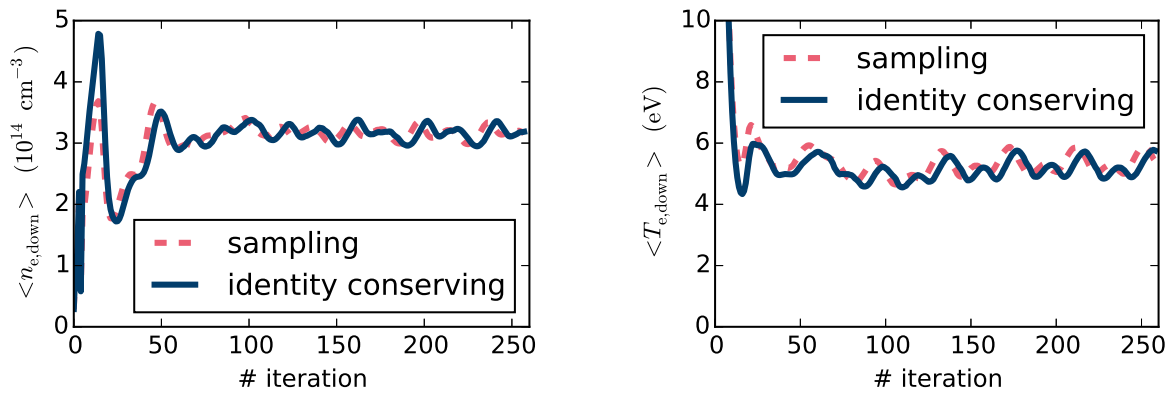 5
4
3
2
1
0
0 50 100 150 200 250
# iteration
<n_e,down> (10^14 cm^−3)
sampling
identity conserving
10
8
6
4
2
0
0 50 100 150 200 250
# iteration
<T_e,down> (eV)
sampling
identity conserving